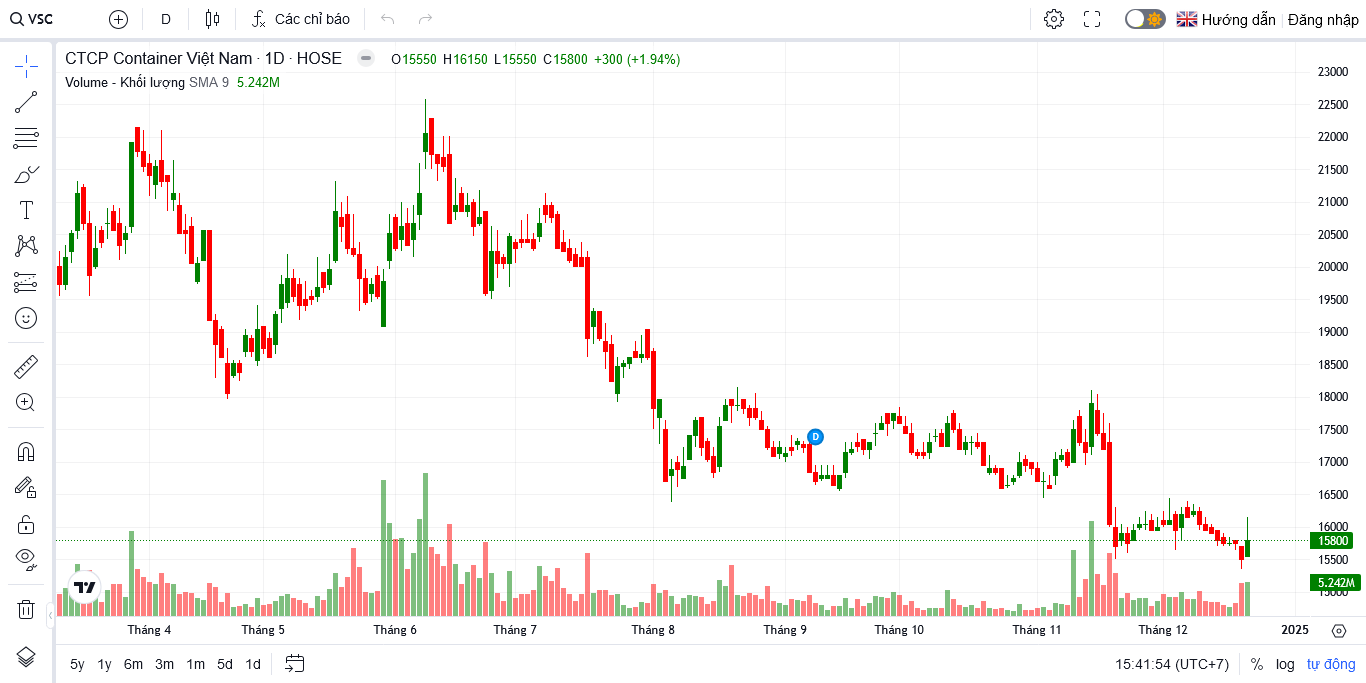 VSC D Các chỉ báo Hướng dẫn Đăng nhập
CTCP Container Việt Nam · 1D · HOSE O15550 H16150 L15550 C15800 +300 (+1.94%)
Volume - Khối lượng SMA 9 5.242M
23000
22500
22000
21500
21000
20500
20000
19500
19000
18500
18000
17500
D
17000
16500
16000
15800
15500
5.242M
15000
Tháng 4 Tháng 5 Tháng 6 Tháng 7 Tháng 8 Tháng 9 Tháng 10 Tháng 11 Tháng 12 2025
5y 1y 6m 3m 1m 5d 1d 15:41:54 (UTC+7) % log tự động